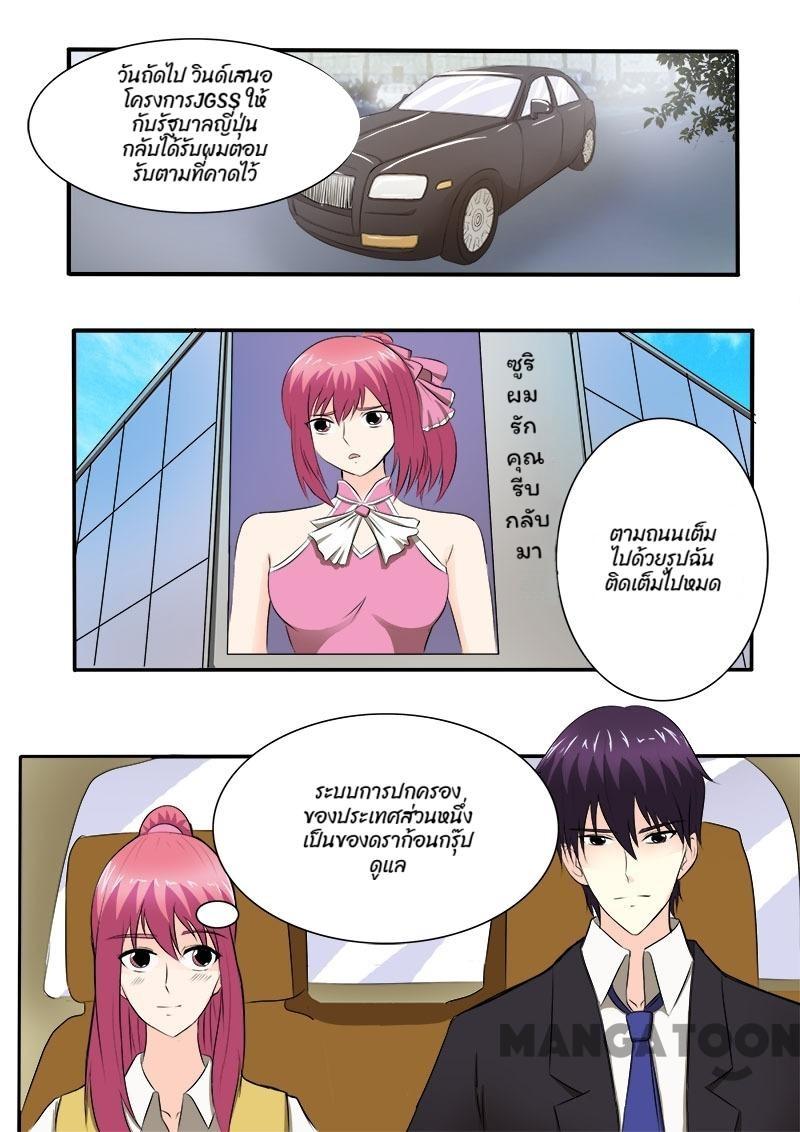 วันถัดไป วินด์เสนอ
โครงการJGSS ให้
กับรัฐบาลญี่ปุ่น
กลับได้รับผมตอบ
รับตามที่คาดไว้
ซูริ
ผม
รัก
คุณ
รีบ
กลับ
มา
ตามถนนเต็ม
ไปด้วยรูปฉัน
ติดเต็มไปหมด
ระบบการปกครอง
ของประเทศส่วนหนึ่ง
เป็นของดราก้อนกรุ๊ป
ดูแล
MANGATOON